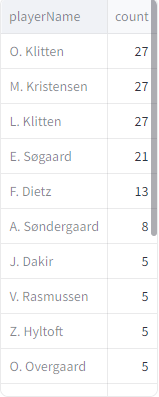 playerName count
O. Klitten 27
M. Kristensen 27
L. Klitten 27
E. Søgaard 21
F. Dietz 13
A. Søndergaard 8
J. Dakir 5
V. Rasmussen 5
Z. Hyltoft 5
O. Overgaard 5